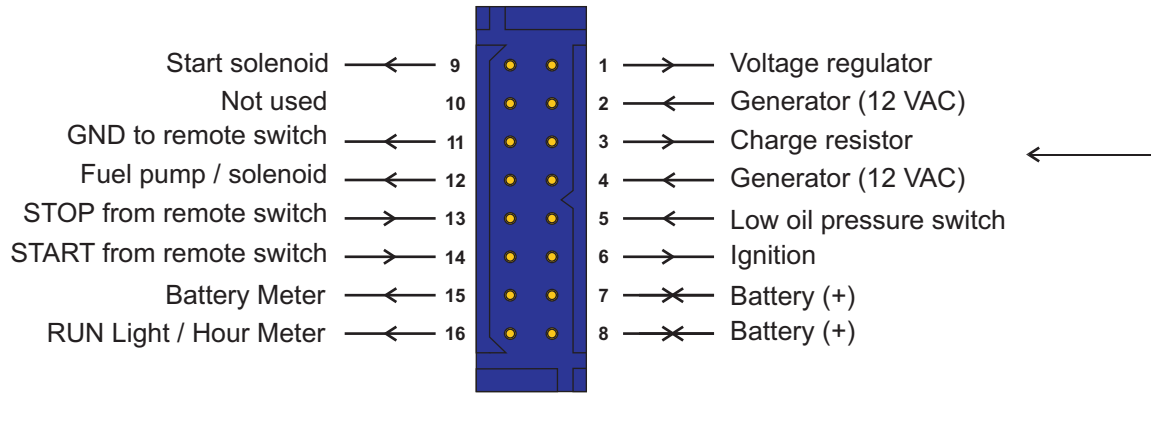 Start solenoid 9 1 Voltage regulator
Not used 10 2 Generator (12 VAC)
GND to remote switch 11 3 Charge resistor
Fuel pump / solenoid 12 4 Generator (12 VAC)
STOP from remote switch 13 5 Low oil pressure switch
START from remote switch 14 6 Ignition
Battery Meter 15 7 Battery (+)
RUN Light / Hour Meter 16 8 Battery (+)